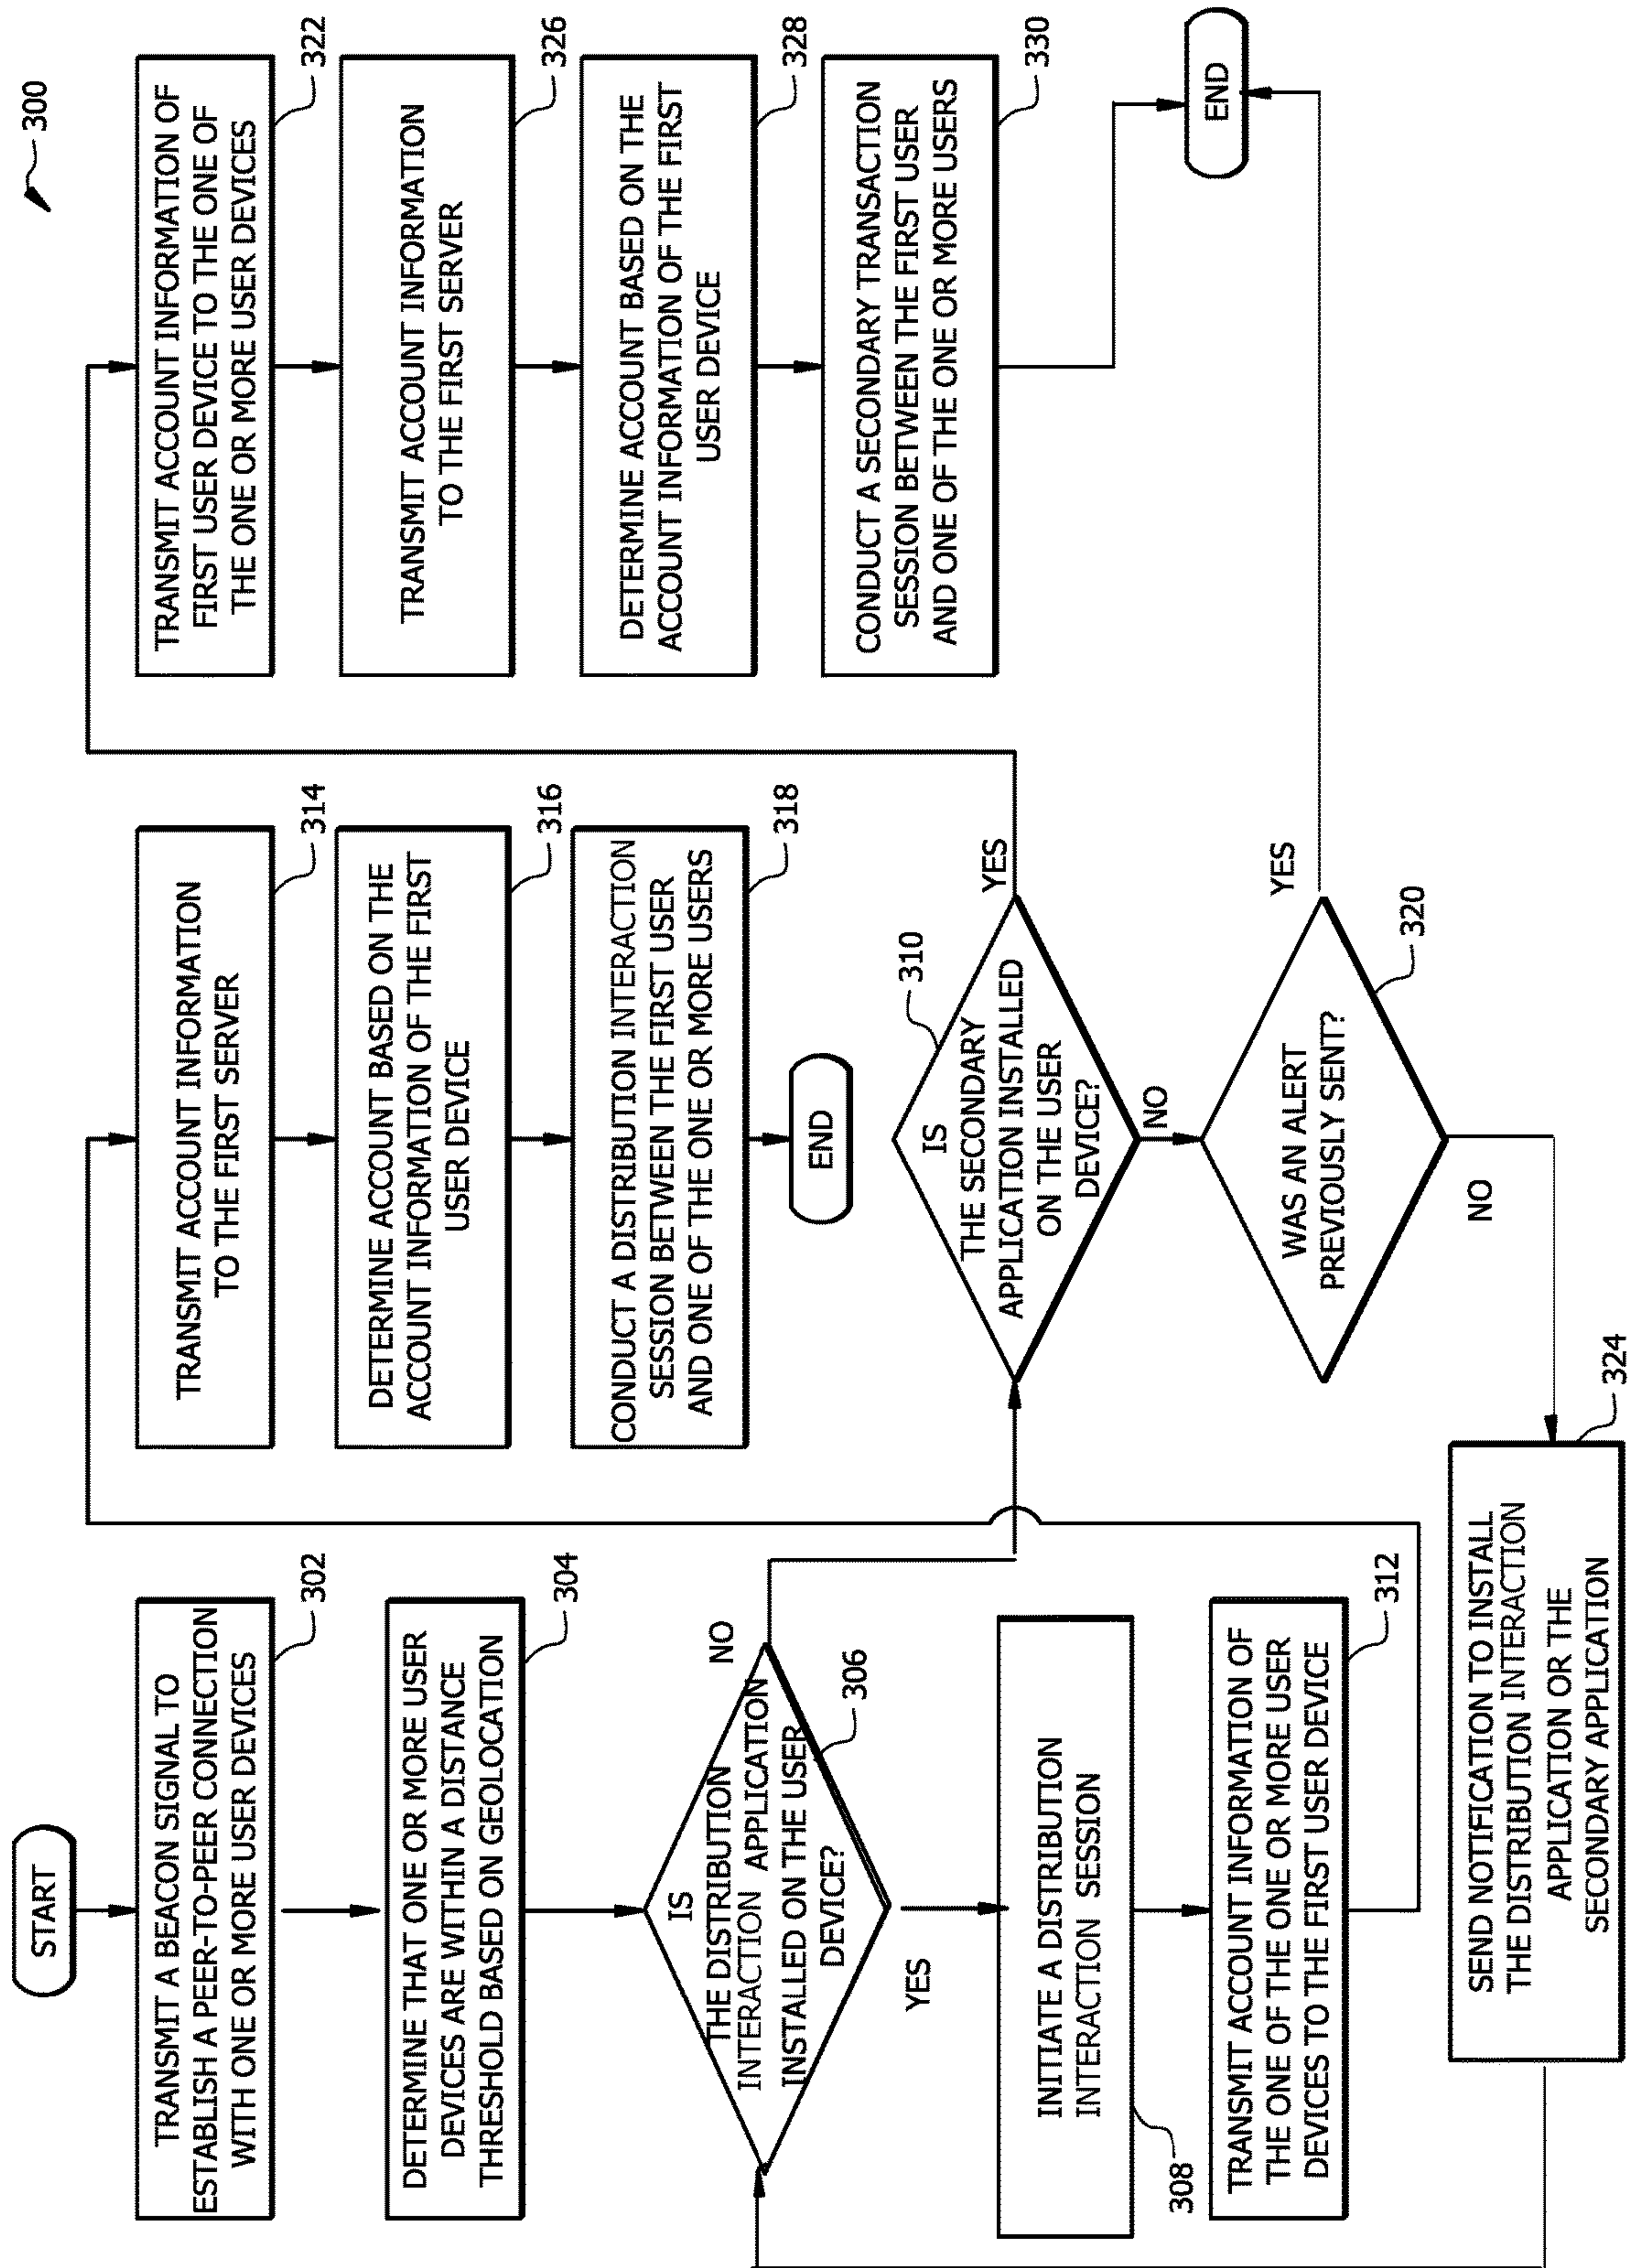 300
START
TRANSMIT A BEACON SIGNAL TO
ESTABLISH A PEER-TO-PEER CONNECTION
WITH ONE OR MORE USER DEVICES
302
DETERMINE THAT ONE OR MORE USER
DEVICES ARE WITHIN A DISTANCE
THRESHOLD BASED ON GEOLOCATION
304
IS
THE DISTRIBUTION
INTERACTION APPLICATION
INSTALLED ON THE USER
DEVICE?
306
NO
YES
INITIATE A DISTRIBUTION
INTERACTION SESSION
308
TRANSMIT ACCOUNT INFORMATION OF
THE ONE OF THE ONE OR MORE USER
DEVICES TO THE FIRST USER DEVICE
312
TRANSMIT ACCOUNT INFORMATION
TO THE FIRST SERVER
314
DETERMINE ACCOUNT BASED ON THE
ACCOUNT INFORMATION OF THE FIRST
USER DEVICE
316
CONDUCT A DISTRIBUTION INTERACTION
SESSION BETWEEN THE FIRST USER
AND ONE OF THE ONE OR MORE USERS
318
END
IS
THE SECONDARY
APPLICATION INSTALLED
ON THE USER
DEVICE?
310
YES
NO
WAS AN ALERT
PREVIOUSLY SENT?
320
YES
NO
SEND NOTIFICATION TO INSTALL
THE DISTRIBUTION INTERACTION
APPLICATION OR THE
SECONDARY APPLICATION
324
TRANSMIT ACCOUNT INFORMATION OF
FIRST USER DEVICE TO THE ONE OF
THE ONE OR MORE USER DEVICES
322
TRANSMIT ACCOUNT INFORMATION
TO THE FIRST SERVER
326
DETERMINE ACCOUNT BASED ON THE
ACCOUNT INFORMATION OF THE FIRST
USER DEVICE
328
CONDUCT A SECONDARY TRANSACTION
SESSION BETWEEN THE FIRST USER
AND ONE OF THE ONE OR MORE USERS
330
END